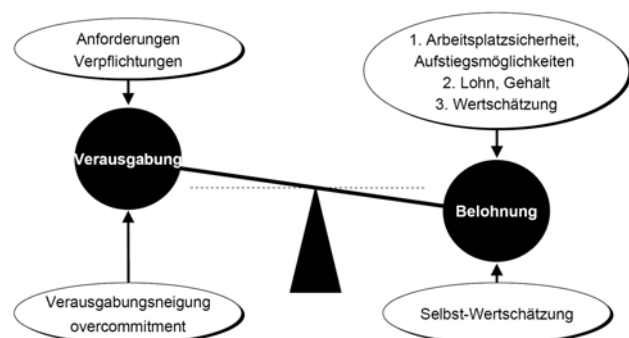 Anforderungen
Verpflichtungen
1. Arbeitsplatzsicherheit,
Aufstiegsmöglichkeiten
2. Lohn, Gehalt
3. Wertschätzung
Verausgabung
Belohnung
Verausgabungsneigung
overcommitment
Selbst-Wertschätzung